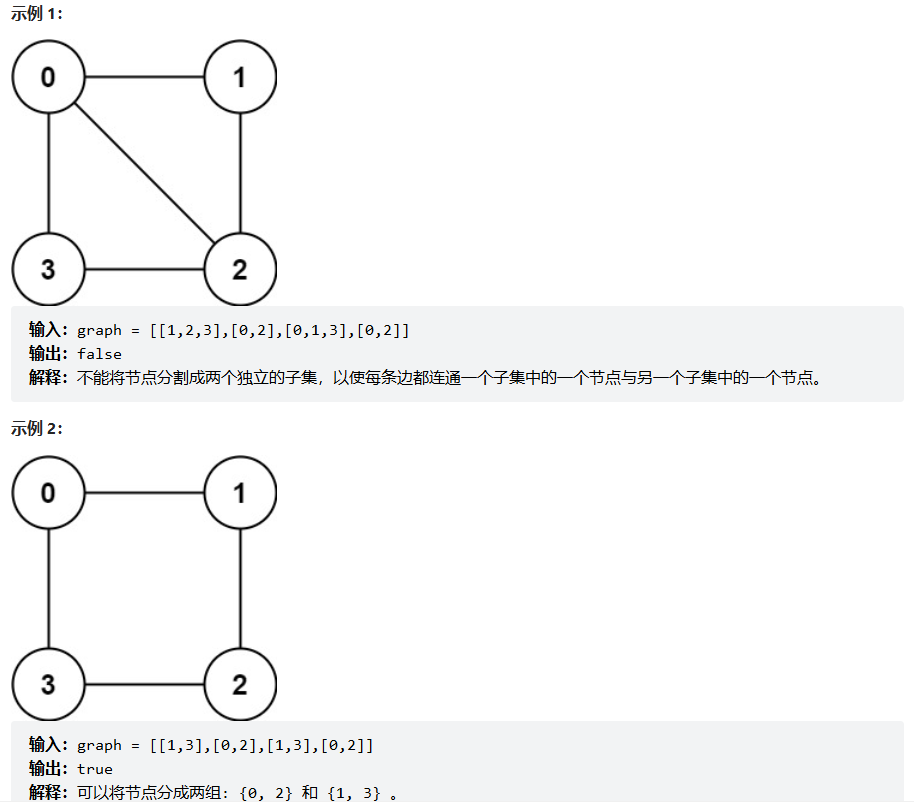 示例 1:
0 1
3 2
输入: graph = [[1,2,3],[0,2],[0,1,3],[0,2]]
输出: false
解释: 不能将节点分割成两个独立的子集，以使每条边都连通一个子集中的一个节点与另一个子集中的一个节点。
示例 2:
0 1
3 2
输入: graph = [[1,3],[0,2],[1,3],[0,2]]
输出: true
解释: 可以将节点分成两组: {0, 2} 和 {1, 3} 。